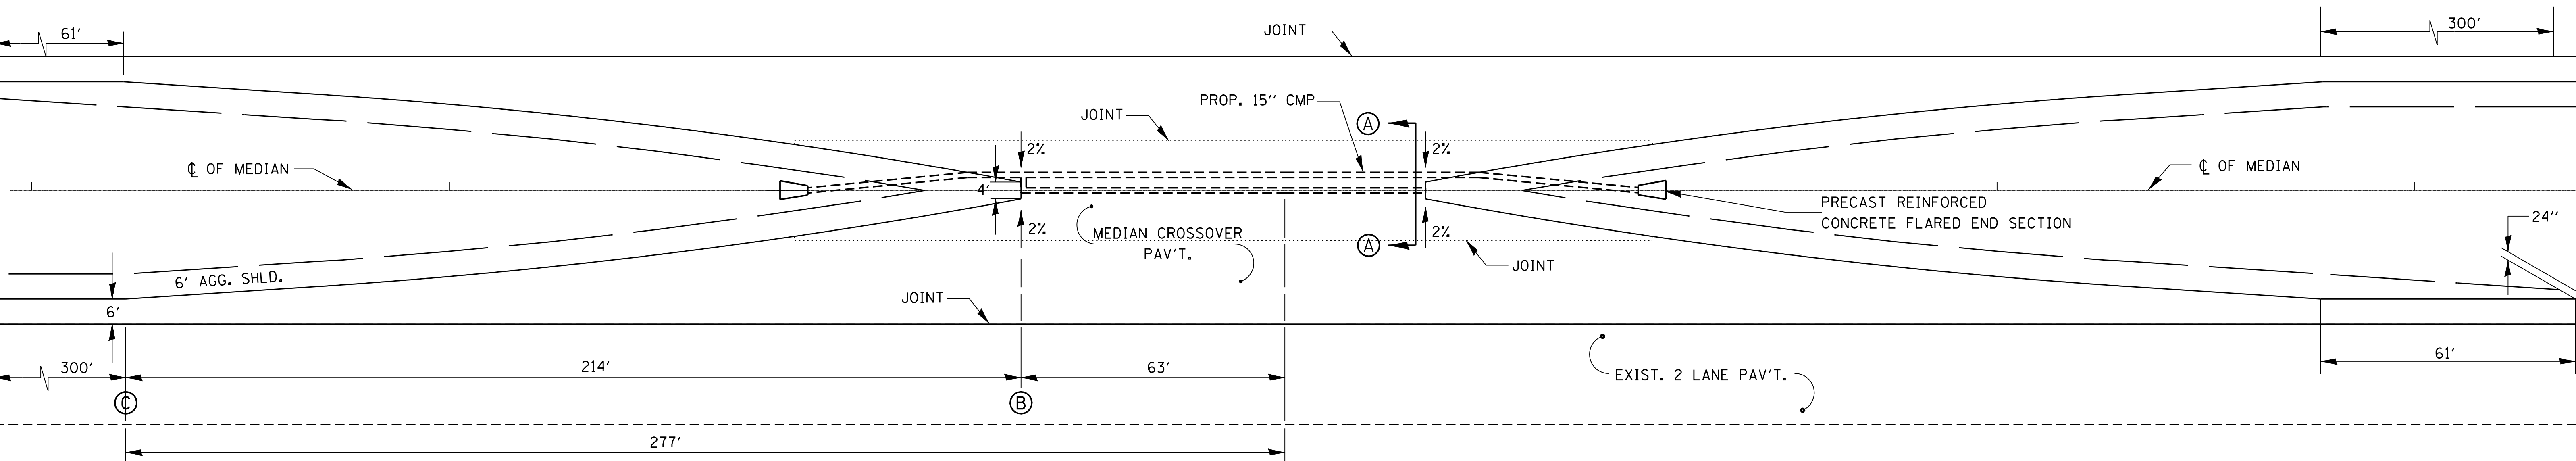 61'
JOINT
300'
JOINT
PROP. 15" CMP
A
2%
2%
℄ OF MEDIAN
℄ OF MEDIAN
4'
PRECAST REINFORCED
CONCRETE FLARED END SECTION
24"
2%
MEDIAN CROSSOVER
PAV'T.
A
2%
JOINT
6' AGG. SHLD.
JOINT
6'
300'
214'
63'
61'
EXIST. 2 LANE PAV'T.
C
B
277'